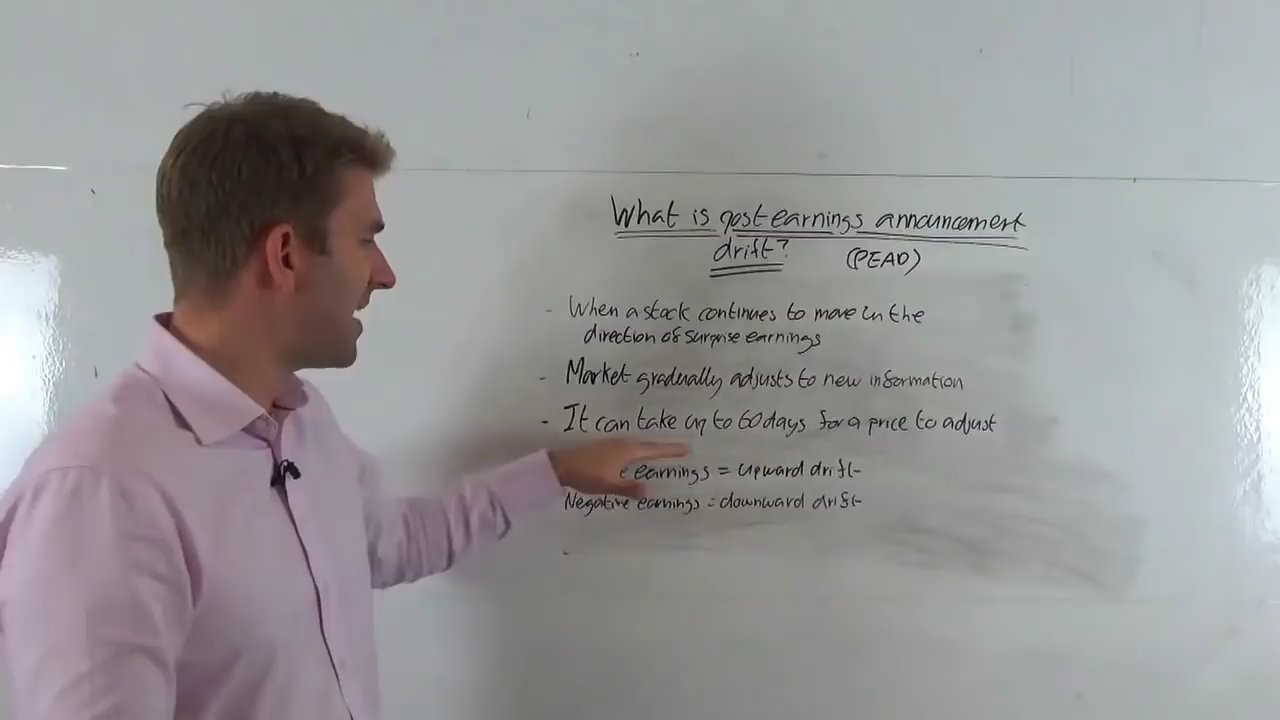 What is post earnings announcement
drift? (PEAD)
- When a stock continues to move in the
direction of surprise earnings
- Market gradually adjusts to new information
- It can take up to 60 days for a price to adjust
e earnings = upward drift
Negative earnings = downward drift